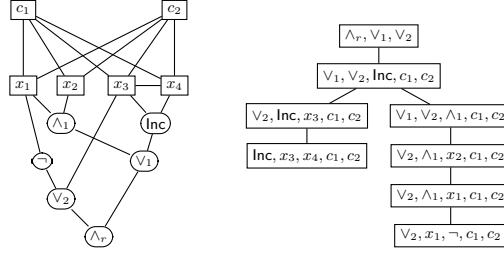 c₁ c₂
x₁ x₂ x₃ x₄
∧₁ Inc
¬ ∨₁
∨₂
∧ᵣ
∧ᵣ, ∨₁, ∨₂
∨₁, ∨₂, Inc, c₁, c₂
∨₂, Inc, x₃, c₁, c₂
Inc, x₃, x₄, c₁, c₂
∨₁, ∨₂, ∧₁, c₁, c₂
∨₂, ∧₁, x₂, c₁, c₂
∨₂, ∧₁, x₁, c₁, c₂
∨₂, x₁, ¬, c₁, c₂